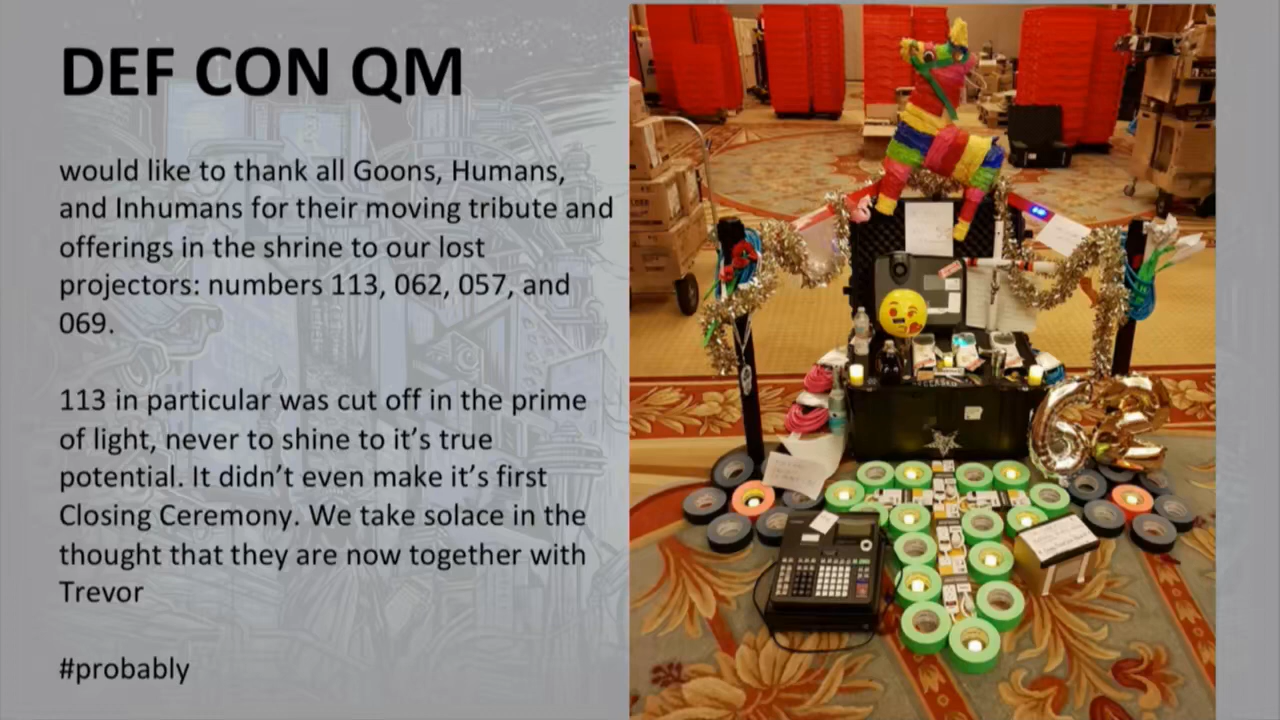 DEF CON QM
would like to thank all Goons, Humans,
and Inhumans for their moving tribute and
offerings in the shrine to our lost
projectors: numbers 113, 062, 057, and
069.
113 in particular was cut off in the prime
of light, never to shine to it’s true
potential. It didn’t even make it’s first
Closing Ceremony. We take solace in the
thought that they are now together with
Trevor
#probably
62